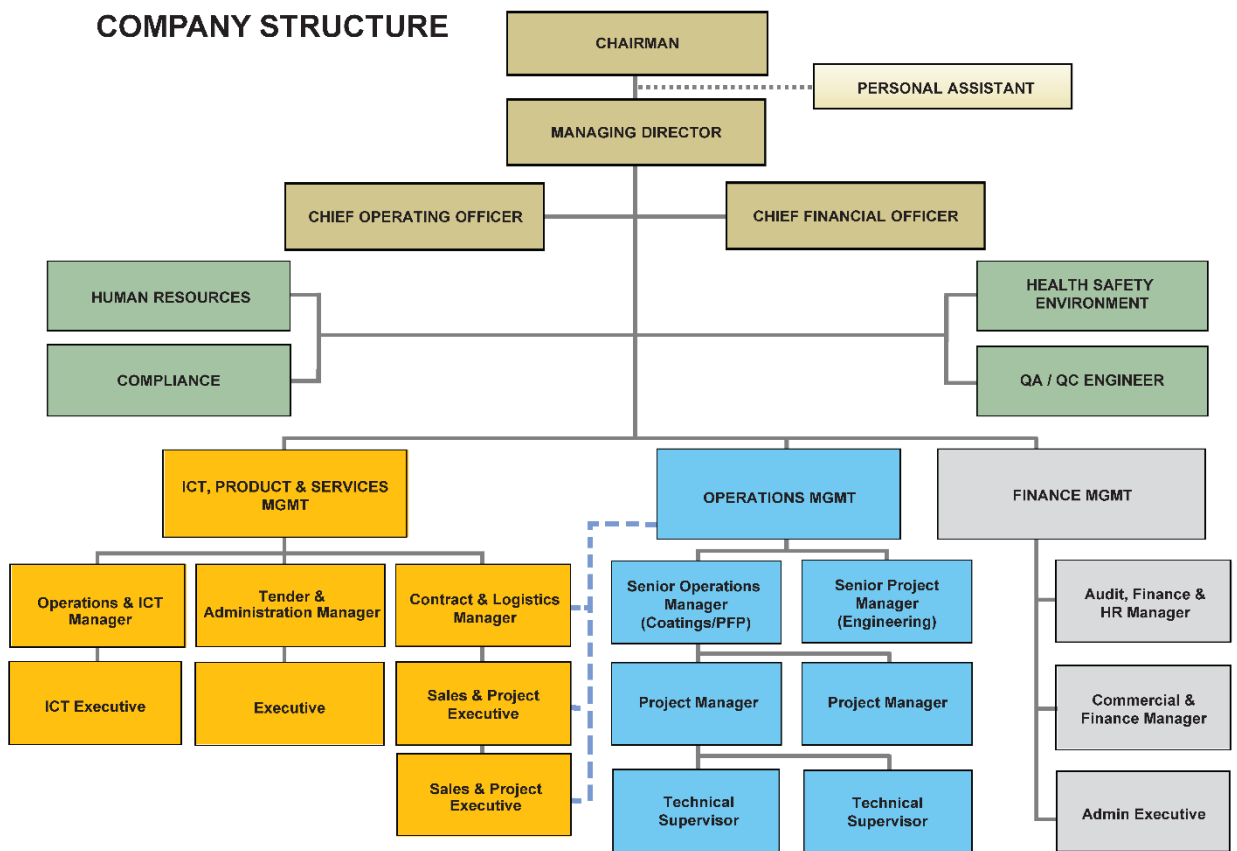 COMPANY STRUCTURE
CHAIRMAN
PERSONAL ASSISTANT
MANAGING DIRECTOR
CHIEF OPERATING OFFICER
CHIEF FINANCIAL OFFICER
HUMAN RESOURCES
HEALTH SAFETY
ENVIRONMENT
COMPLIANCE
QA / QC ENGINEER
ICT, PRODUCT & SERVICES
MGMT
OPERATIONS MGMT
FINANCE MGMT
Operations & ICT
Manager
Tender &
Administration Manager
Contract & Logistics
Manager
Senior Operations
Manager
(Coatings/PFP)
Senior Project
Manager
(Engineering)
Audit, Finance &
HR Manager
ICT Executive
Executive
Sales & Project
Executive
Project Manager
Project Manager
Commercial &
Finance Manager
Sales & Project
Executive
Technical
Supervisor
Technical
Supervisor
Admin Executive